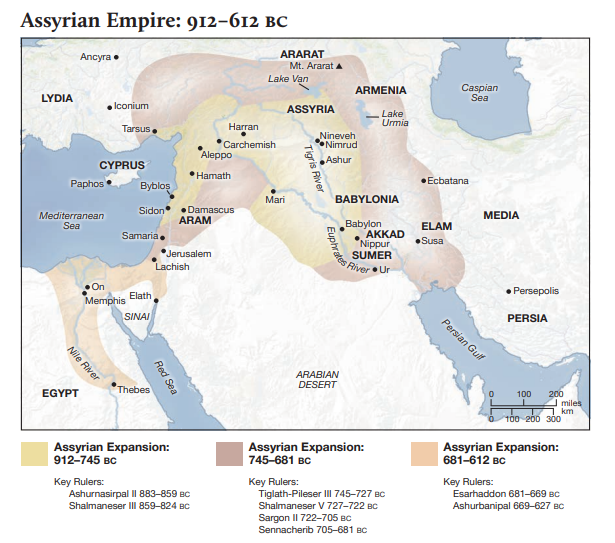 Assyrian Empire: 912–612 BC
Ancyra
ARARAT
Mt. Ararat
Lake Van
ARMENIA
Caspian
Sea
LYDIA
Iconium
ASSYRIA
Lake
Urmia
Tarsus
Harran
Carchemish
Nineveh
Nimrud
Aleppo
Ashur
CYPRUS
Tigris River
Paphos
Byblos
Hamath
Ecbatana
Mari
BABYLONIA
Mediterranean
Sea
Sidon
Damascus
ARAM
MEDIA
Samaria
Babylon
AKKAD
Nippur
ELAM
Susa
SUMER
Euphrates River
Ur
Jerusalem
Lachish
On
Memphis
Elath
SINAI
Persepolis
PERSIA
Nile River
Red Sea
Persian Gulf
ARABIAN
DESERT
EGYPT
Thebes
0 100 200
miles
km
0 100 200 300
Assyrian Expansion:
912–745 BC
Key Rulers:
Ashurnasirpal II 883–859 BC
Shalmaneser III 859–824 BC
Assyrian Expansion:
745–681 BC
Key Rulers:
Tiglath-Pileser III 745–727 BC
Shalmaneser V 727–722 BC
Sargon II 722–705 BC
Sennacherib 705–681 BC
Assyrian Expansion:
681–612 BC
Key Rulers:
Esarhaddon 681–669 BC
Ashurbanipal 669–627 BC